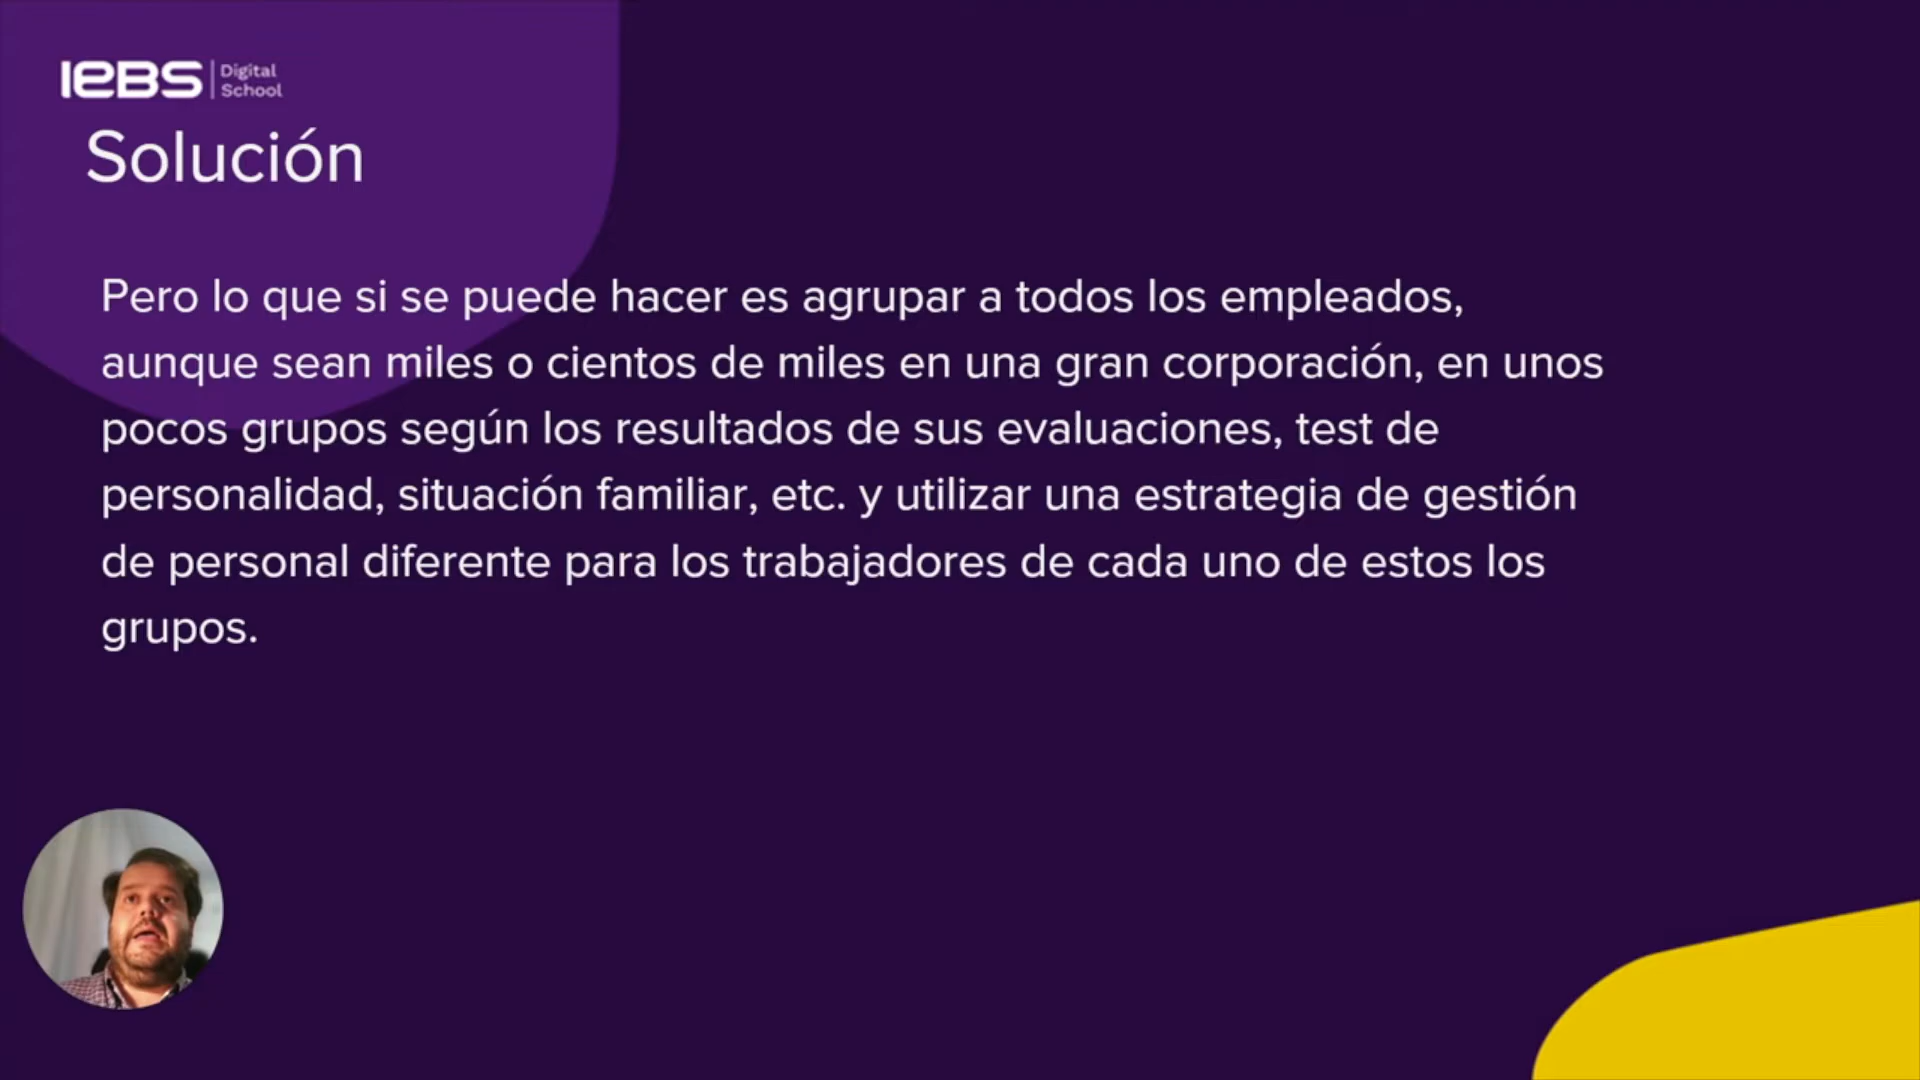 IEBS Digital School
Solución
Pero lo que si se puede hacer es agrupar a todos los empleados,
aunque sean miles o cientos de miles en una gran corporación, en unos
pocos grupos según los resultados de sus evaluaciones, test de
personalidad, situación familiar, etc. y utilizar una estrategia de gestión
de personal diferente para los trabajadores de cada uno de estos los
grupos.